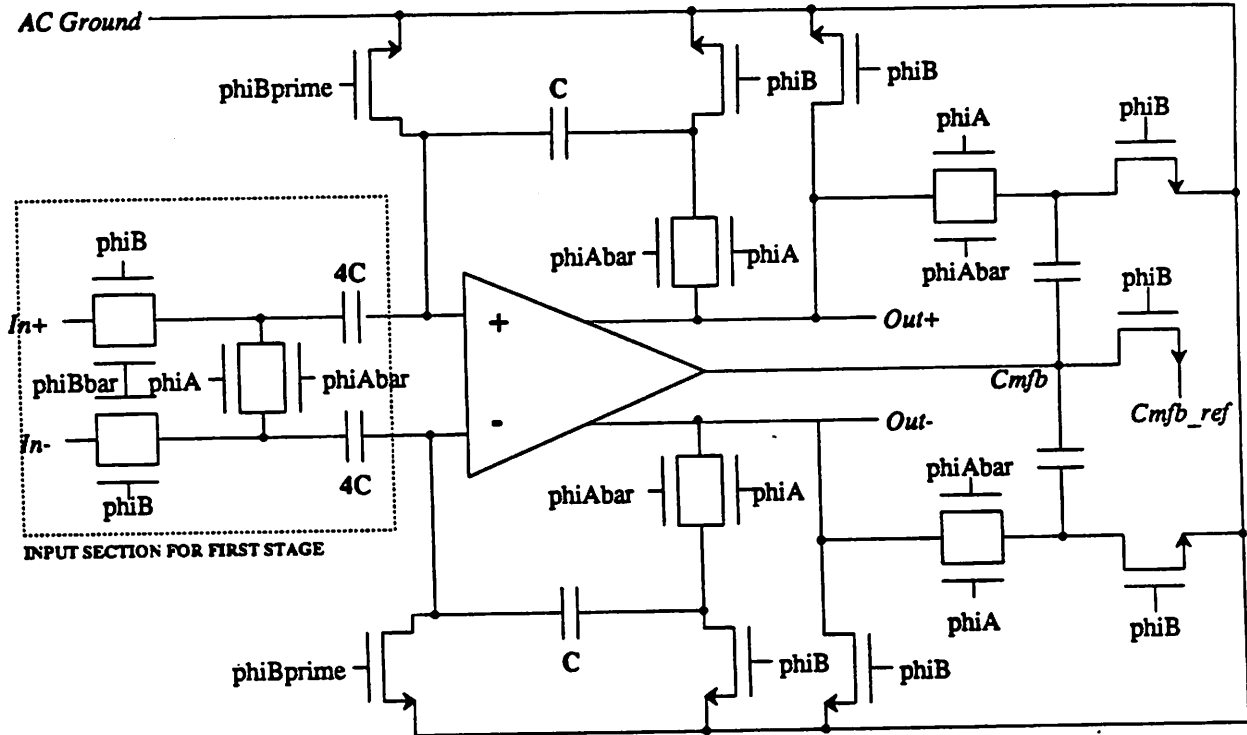 AC Ground
phiBprime
C
phiB
phiB
phiA
phiB
phiB
4C
phiAbar
phiA
phiAbar
phiB
In+
+
Out+
phiBbar
phiA
phiAbar
Cmfb
Cmfb_ref
In-
-
Out-
4C
phiB
phiAbar
phiA
phiAbar
INPUT SECTION FOR FIRST STAGE
phiA
phiB
phiBprime
C
phiB
phiB